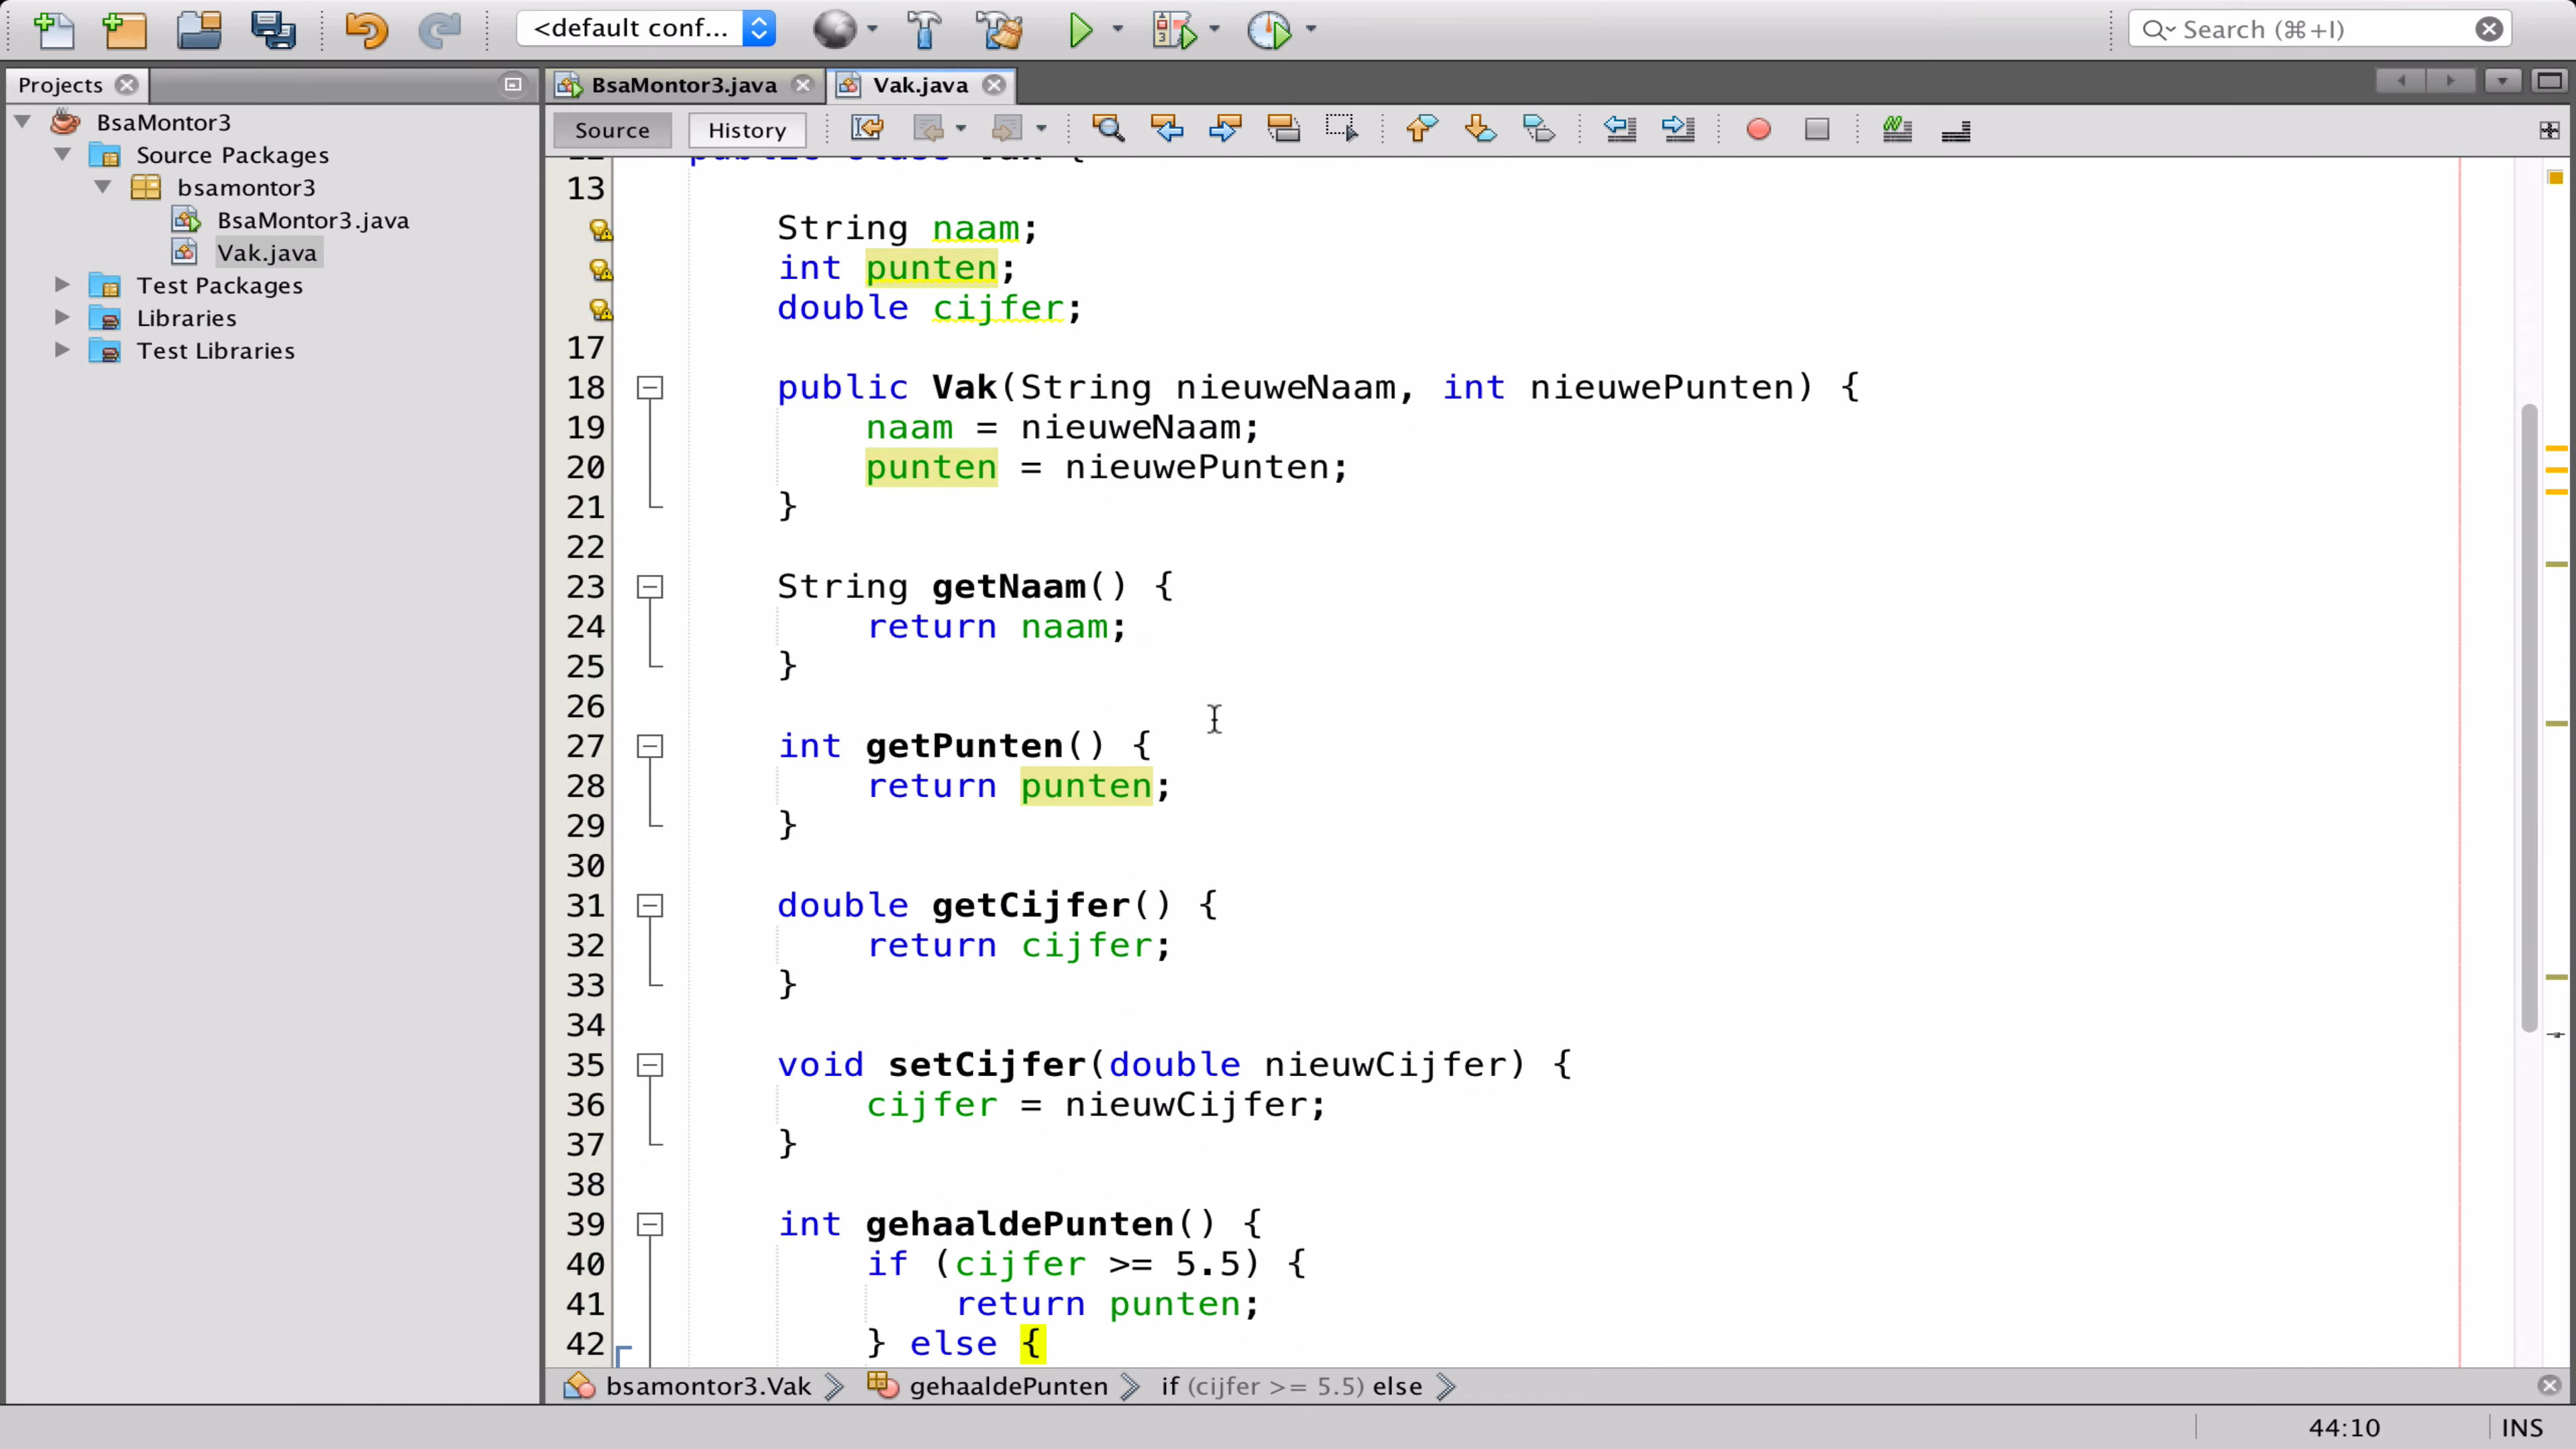 <default conf...
Search (⌘+I)
Projects
BsaMontor3.java
Vak.java
BsaMontor3
Source Packages
bsamontor3
BsaMontor3.java
Vak.java
Test Packages
Libraries
Test Libraries
Source
History
public class Vak {
13
String naam;
int punten;
double cijfer;
17
18 public Vak(String nieuweNaam, int nieuwePunten) {
19 naam = nieuweNaam;
20 punten = nieuwePunten;
21 }
22
23 String getNaam() {
24 return naam;
25 }
26
27 int getPunten() {
28 return punten;
29 }
30
31 double getCijfer() {
32 return cijfer;
33 }
34
35 void setCijfer(double nieuwCijfer) {
36 cijfer = nieuwCijfer;
37 }
38
39 int gehaaldePunten() {
40 if (cijfer >= 5.5) {
41 return punten;
42 } else {
bsamontor3.Vak
gehaaldePunten
if (cijfer >= 5.5) else
44:10
INS